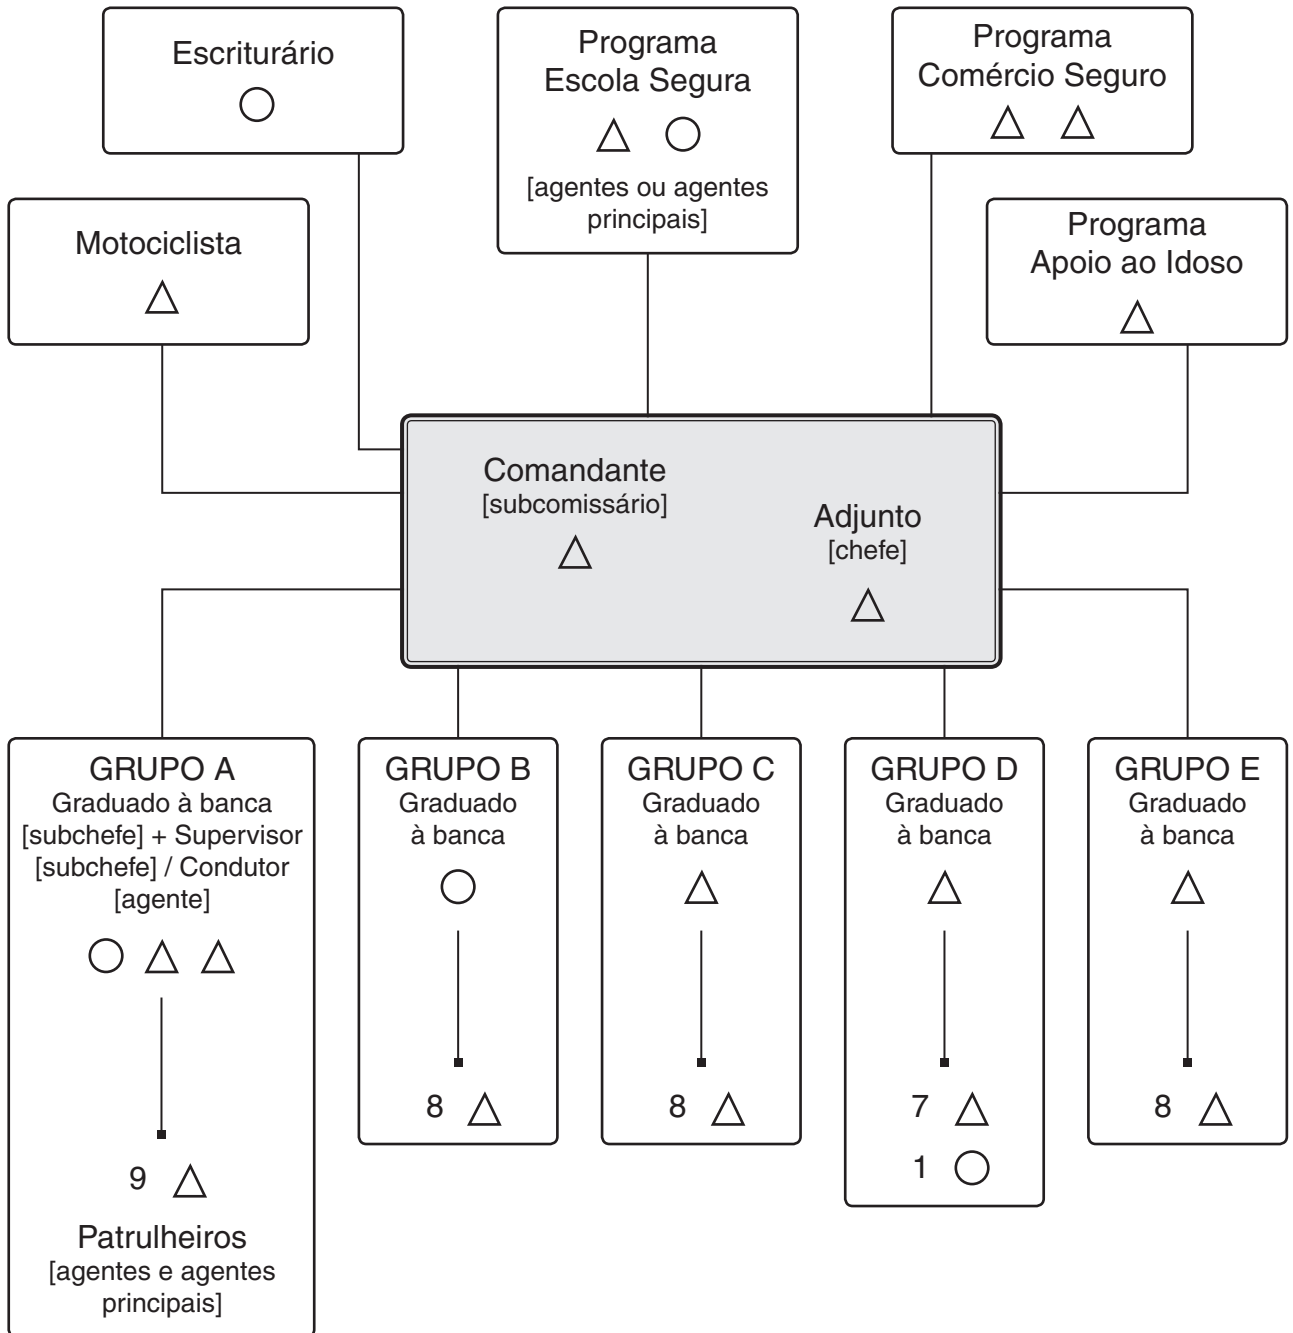 Escriturário
Programa
Escola Segura
[agentes ou agentes
principais]
Programa
Comércio Seguro
Motociclista
Programa
Apoio ao Idoso
Comandante
[subcomissário]
Adjunto
[chefe]
GRUPO A
Graduado à banca
[subchefe] + Supervisor
[subchefe] / Condutor
[agente]
9
Patrulheiros
[agentes e agentes
principais]
GRUPO B
Graduado
à banca
8
GRUPO C
Graduado
à banca
8
GRUPO D
Graduado
à banca
7
1
GRUPO E
Graduado
à banca
8